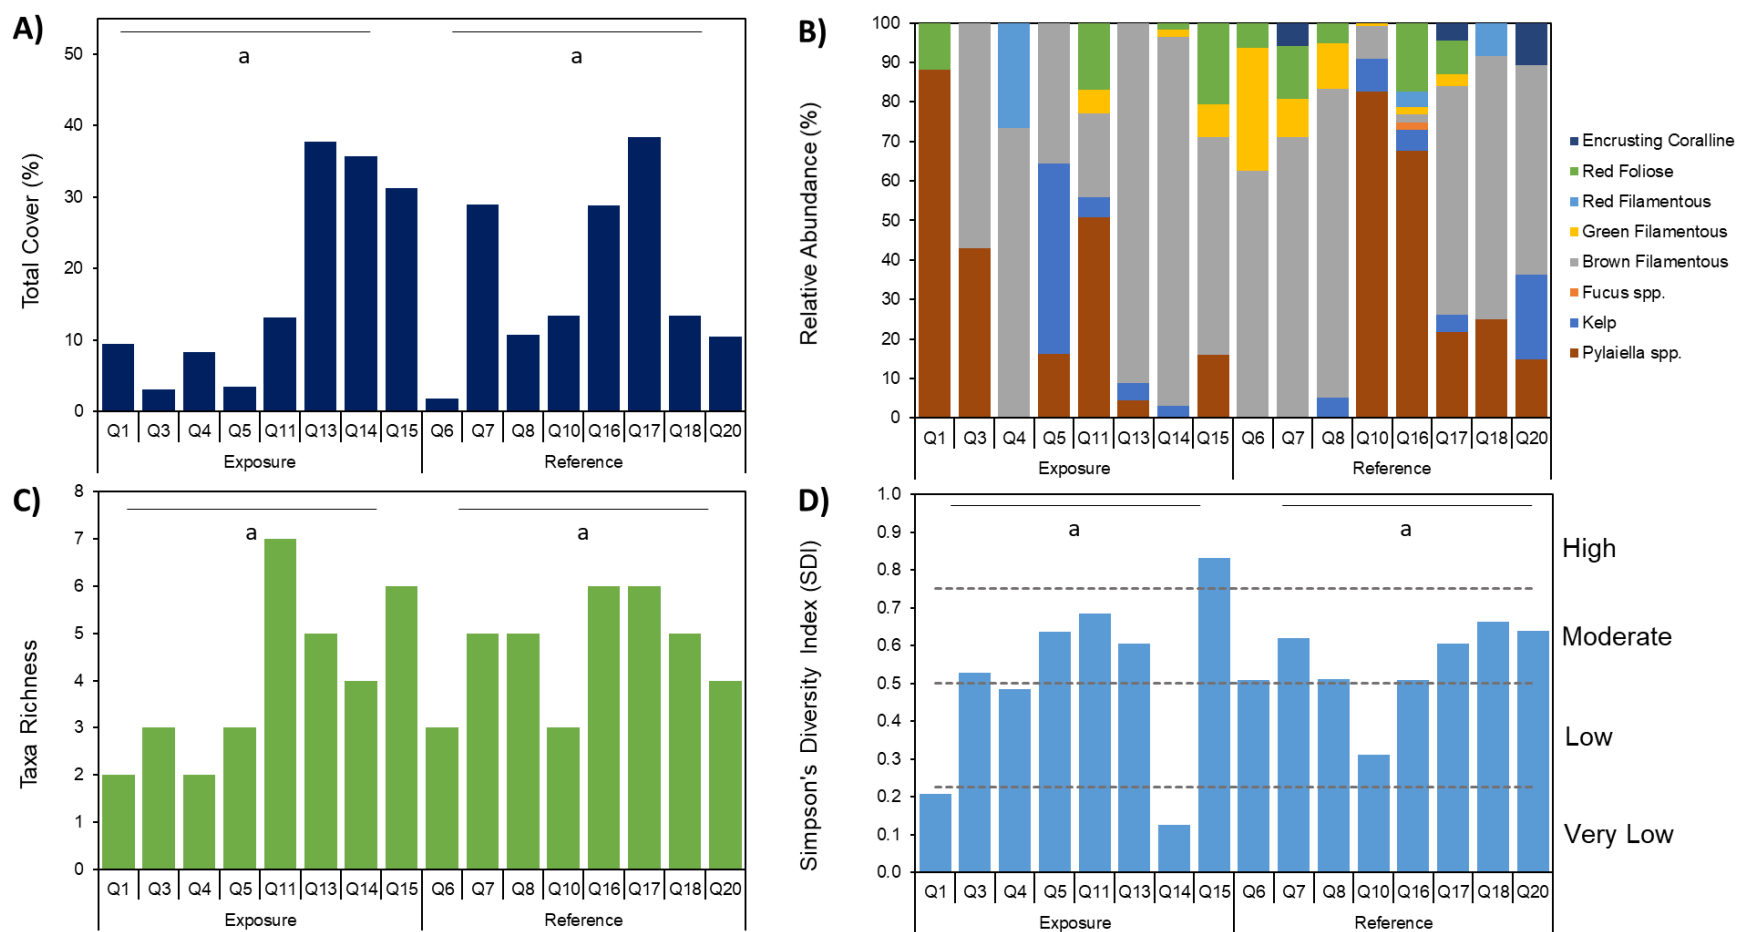 A)
Total Cover (%)
50
40
30
20
10
0
a
a
Q1 Q3 Q4 Q5 Q11 Q13 Q14 Q15 Q6 Q7 Q8 Q10 Q16 Q17 Q18 Q20
Exposure Reference
B)
Relative Abundance (%)
100
90
80
70
60
50
40
30
20
10
0
Q1 Q3 Q4 Q5 Q11 Q13 Q14 Q15 Q6 Q7 Q8 Q10 Q16 Q17 Q18 Q20
Exposure Reference
Encrusting Coralline
Red Foliose
Red Filamentous
Green Filamentous
Brown Filamentous
Fucus spp.
Kelp
Pylaiella spp.
C)
Taxa Richness
8
7
6
5
4
3
2
1
0
a
a
Q1 Q3 Q4 Q5 Q11 Q13 Q14 Q15 Q6 Q7 Q8 Q10 Q16 Q17 Q18 Q20
Exposure Reference
D)
Simpson's Diversity Index (SDI)
1.0
0.9
0.8
0.7
0.6
0.5
0.4
0.3
0.2
0.1
0.0
a
a
Q1 Q3 Q4 Q5 Q11 Q13 Q14 Q15 Q6 Q7 Q8 Q10 Q16 Q17 Q18 Q20
Exposure Reference
High
Moderate
Low
Very Low